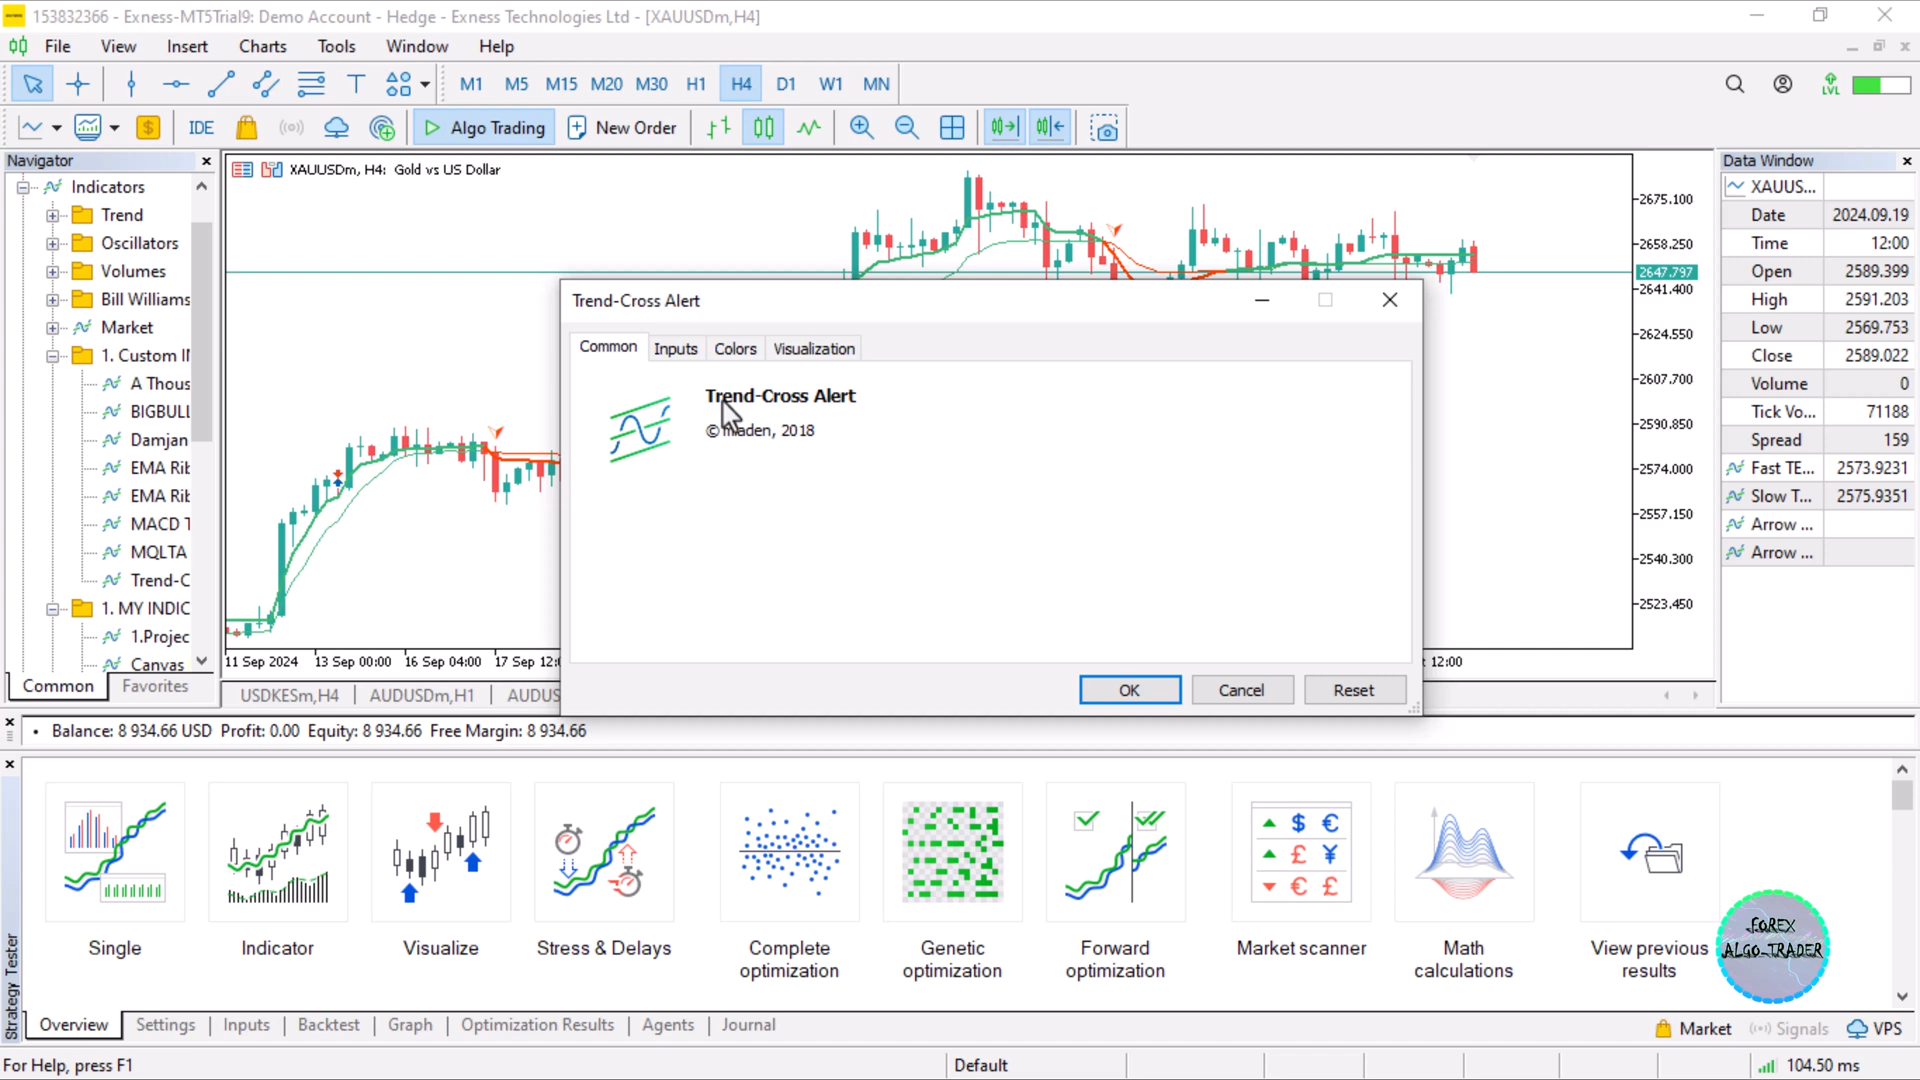 153832366 - Exness-MT5Trial9: Demo Account - Hedge - Exness Technologies Ltd - [XAUUSDm,H4]
File View Insert Charts Tools Window Help
T M1 M5 M15 M20 M30 H1 H4 D1 W1 MN LVL
$ IDE Algo Trading New Order
Navigator
Indicators
Trend
Oscillators
Volumes
Bill Williams
Market
1. Custom II
A Thous
BIGBULL
Damjan
EMA Rib
EMA Rib
MACD T
MQLTA
Trend-C
1. MY INDIC
1.Projec
Canvas
Common Favorites
XAUUSDm, H4: Gold vs US Dollar
2675.100
2658.250
2647.797
2641.400
2624.550
2607.700
2590.850
2574.000
2557.150
2540.300
2523.450
11 Sep 2024 13 Sep 00:00 16 Sep 04:00 17 Sep 12:0
t 12:00
USDKESm,H4 AUDUSDm,H1 AUDUS
Trend-Cross Alert
Common Inputs Colors Visualization
Trend-Cross Alert
© maden, 2018
OK Cancel Reset
Data Window
XAUUS...
Date 2024.09.19
Time 12:00
Open 2589.399
High 2591.203
Low 2569.753
Close 2589.022
Volume 0
Tick Vo... 71188
Spread 159
Fast TE... 2573.9231
Slow T... 2575.9351
Arrow ...
Arrow ...
• Balance: 8 934.66 USD Profit: 0.00 Equity: 8 934.66 Free Margin: 8 934.66
Strategy Tester
Single
Indicator
Visualize
Stress & Delays
Complete optimization
Genetic optimization
Forward optimization
Market scanner
Math calculations
View previous results
FOREX
ALGO-TRADER
Overview Settings Inputs Backtest Graph Optimization Results Agents Journal
Market Signals VPS
For Help, press F1
Default
104.50 ms